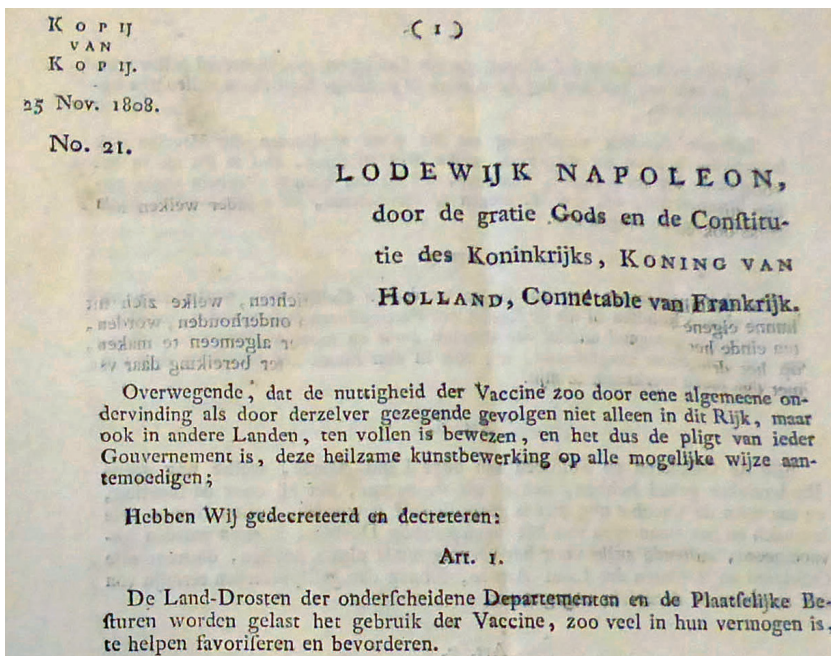 KOPIJ
VAN
KOPIJ.
( 1 )
25 Nov. 1808.
No. 21.
LODEWIJK NAPOLEON,
door de gratie Gods en de Conſtitu-
tie des Koninkrijks, KONING VAN
HOLLAND, Connétable van Frankrijk.
Overwegende, dat de nuttigheid der Vaccine zoo door eene algemeene on-
dervinding als door derzelver gezegende gevolgen niet alleen in dit Rijk, maar
ook in andere Landen, ten vollen is bewezen, en het dus de pligt van ieder
Gouvernement is, deze heilzame kunstbewerking op alle mogelijke wijze aan-
temoedigen;
Hebben Wij gedecreteerd en decreteren:
Art. 1.
De Land-Drosten der onderſcheidene Departementen en de Plaatſelijke Be-
ſturen worden gelast het gebruik der Vaccine, zoo veel in hun vermogen is,
te helpen favoriſeren en bevorderen.